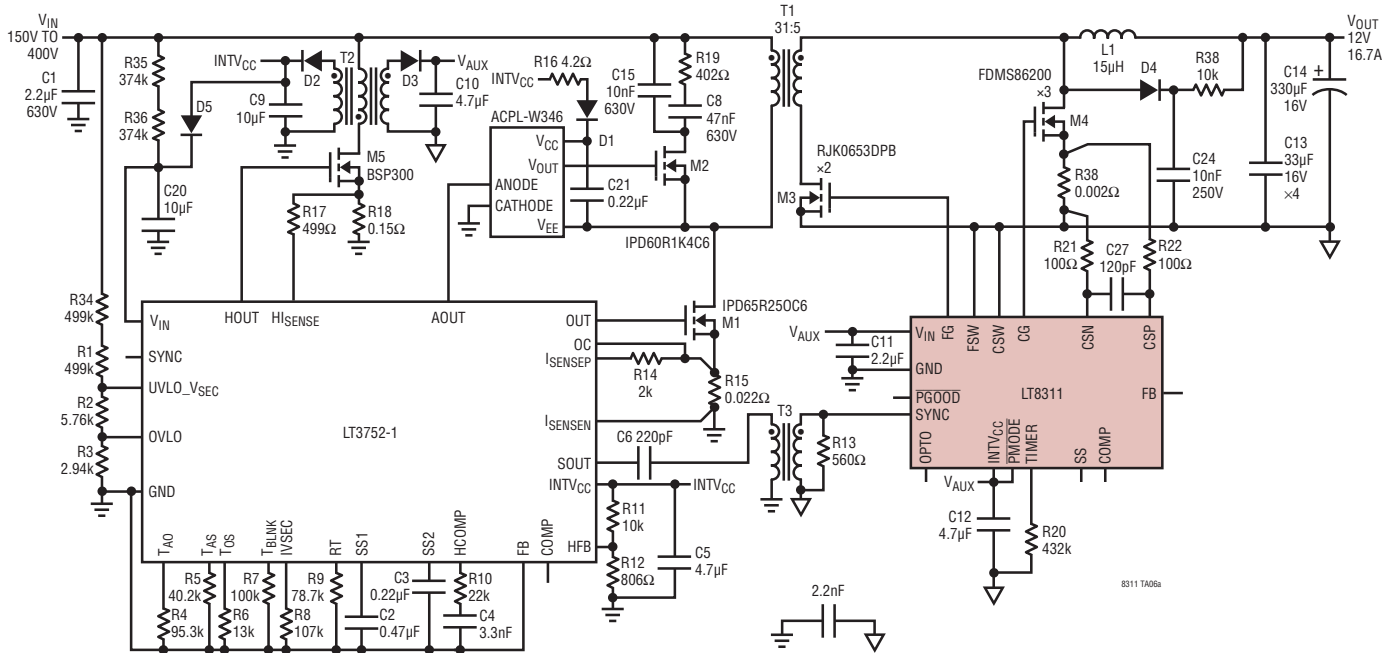 VIN
150V TO
400V
C1
2.2µF
630V
R35
374k
R36
374k
D5
C20
10µF
INTVCC
D2
T2
D3
VAUX
C9
10µF
C10
4.7µF
M5
BSP300
R17
499Ω
R18
0.15Ω
R16 4.2Ω
INTVCC
D1
ACPL-W346
VCC
VOUT
ANODE
CATHODE
VEE
C21
0.22µF
C15
10nF
630V
R19
402Ω
C8
47nF
630V
M2
IPD60R1K4C6
T1
31:5
RJK0653DPB
×2
M3
FDMS86200
×3
M4
L1
15µH
D4
R38
10k
C14
330µF
16V
+
VOUT
12V
16.7A
C13
33µF
16V
×4
C24
10nF
250V
R38
0.002Ω
R21
100Ω
C27
120pF
R22
100Ω
R34
499k
R1
499k
R2
5.76k
R3
2.94k
VIN
SYNC
UVLO_VSEC
OVLO
GND
HOUT
HISENSE
AOUT
OUT
OC
ISENSEP
ISENSEN
SOUT
INTVCC
HFB
LT3752-1
TAO
TAS
TOS
TBLNK
IVSEC
RT
SS1
SS2
HCOMP
FB
COMP
IPD65R25OC6
M1
R14
2k
R15
0.022Ω
C6 220pF
T3
R13
560Ω
INTVCC
R11
10k
R12
806Ω
C5
4.7µF
R5
40.2k
R4
95.3k
R6
13k
R7
100k
R8
107k
R9
78.7k
C2
0.47µF
C3
0.22µF
R10
22k
C4
3.3nF
2.2nF
VAUX
C11
2.2µF
VIN
GND
PGOOD
SYNC
FG
FSW
CSW
CG
CSN
CSP
LT8311
FB
OPTO
INTVCC
PMODE
TIMER
SS
COMP
VAUX
C12
4.7µF
R20
432k
8311 TA06a